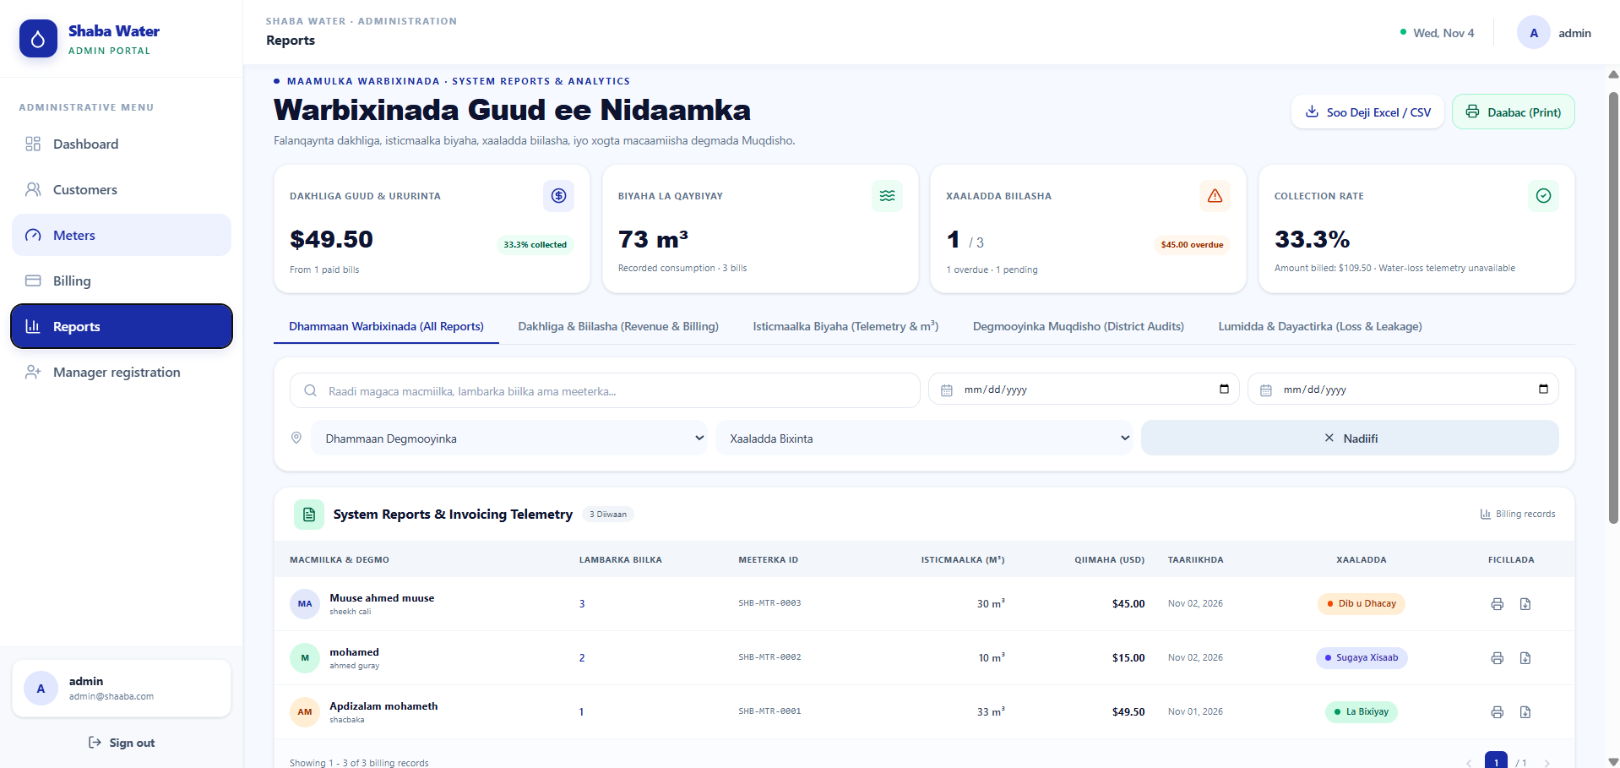 Shaba Water
ADMIN PORTAL
ADMINISTRATIVE MENU
Dashboard
Customers
Meters
Billing
Reports
Manager registration
A
admin
admin@shaaba.com
Sign out
SHABA WATER · ADMINISTRATION
Reports
Wed, Nov 4
A
admin
MAAMULKA WARBIXINADA · SYSTEM REPORTS & ANALYTICS
Warbixinada Guud ee Nidaamka
Falanqaynta dakhliga, isticmaalka biyaha, xaaladda biilasha, iyo xogta macaamiisha degmada Muqdisho.
Soo Deji Excel / CSV
Daabac (Print)
DAKHLIGA GUUD & URURINTA
$49.50
33.3% collected
From 1 paid bills
BIYAHA LA QAYBIYAY
73 m³
Recorded consumption · 3 bills
XAALADDA BIILASHA
1 / 3
$45.00 overdue
1 overdue · 1 pending
COLLECTION RATE
33.3%
Amount billed: $109.50 · Water-loss telemetry unavailable
Dhammaan Warbixinada (All Reports)
Dakhliga & Biilasha (Revenue & Billing)
Isticmaalka Biyaha (Telemetry & m³)
Degmooyinka Muqdisho (District Audits)
Lumidda & Dayactirka (Loss & Leakage)
Raadi magaca macmiilka, lambarka biilka ama meeterka...
mm/dd/yyyy
mm/dd/yyyy
Dhammaan Degmooyinka
Xaaladda Bixinta
Nadiifi
System Reports & Invoicing Telemetry
3 Diiwaan
Billing records
MACMIILKA & DEGMO LAMBARKA BIILKA MEETERKA ID ISTICMAALKA (M³) QIIMAHA (USD) TAARIIKHDA XAALADDA FICILLADA
MA Muuse ahmed muuse 3 SHB-MTR-0003 30 m³ $45.00 Nov 02, 2026 Dib u Dhacay
sheekh cali
M mohamed 2 SHB-MTR-0002 10 m³ $15.00 Nov 02, 2026 Sugaya Xisaab
ahmed guray
AM Apdizalam mohameth 1 SHB-MTR-0001 33 m³ $49.50 Nov 01, 2026 La Bixiyay
shacbaka
Showing 1 - 3 of 3 billing records
1 / 1